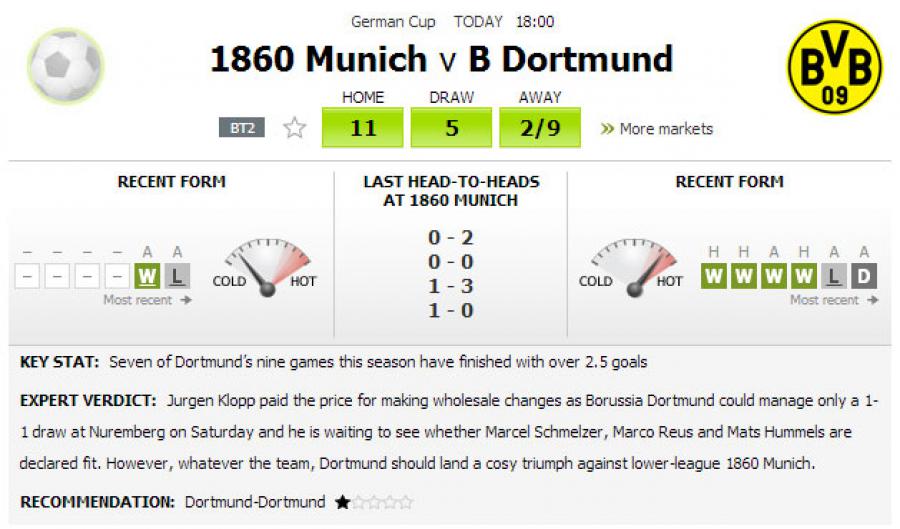 German Cup TODAY 18:00
1860 Munich v B Dortmund
BVB
09
HOME DRAW AWAY
BT2 11 5 2/9 » More markets
RECENT FORM
– – – – A A
– – – – W L
Most recent →
COLD HOT
LAST HEAD-TO-HEADS
AT 1860 MUNICH
0 - 2
0 - 0
1 - 3
1 - 0
RECENT FORM
COLD HOT
H H A H A A
W W W W L D
Most recent →
KEY STAT: Seven of Dortmund's nine games this season have finished with over 2.5 goals
EXPERT VERDICT: Jurgen Klopp paid the price for making wholesale changes as Borussia Dortmund could manage only a 1-
1 draw at Nuremberg on Saturday and he is waiting to see whether Marcel Schmelzer, Marco Reus and Mats Hummels are
declared fit. However, whatever the team, Dortmund should land a cosy triumph against lower-league 1860 Munich.
RECOMMENDATION: Dortmund-Dortmund ★☆☆☆☆